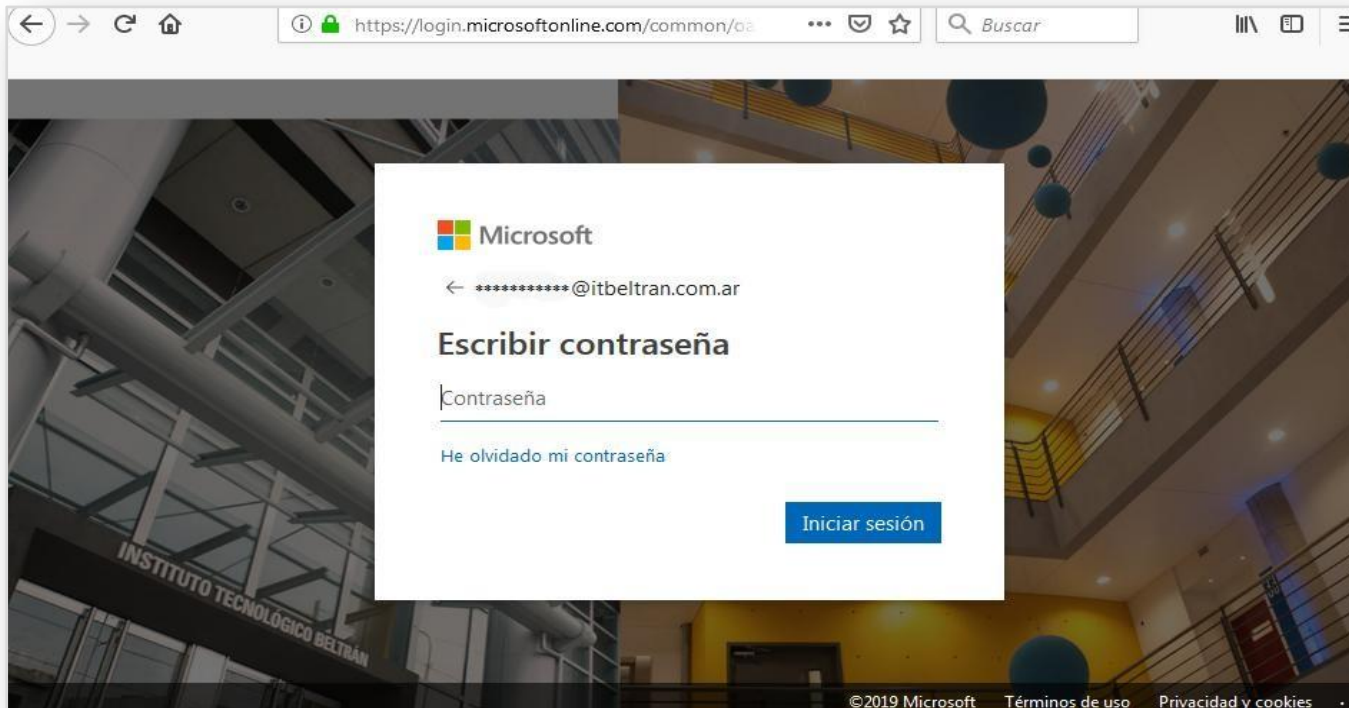 https://login.microsoftonline.com/common/oa
Buscar
Microsoft
***********@itbeltran.com.ar
Escribir contraseña
Contraseña
He olvidado mi contraseña
Iniciar sesión
INSTITUTO TECNOLÓGICO BELTRÁN
©2019 Microsoft Términos de uso Privacidad y cookies